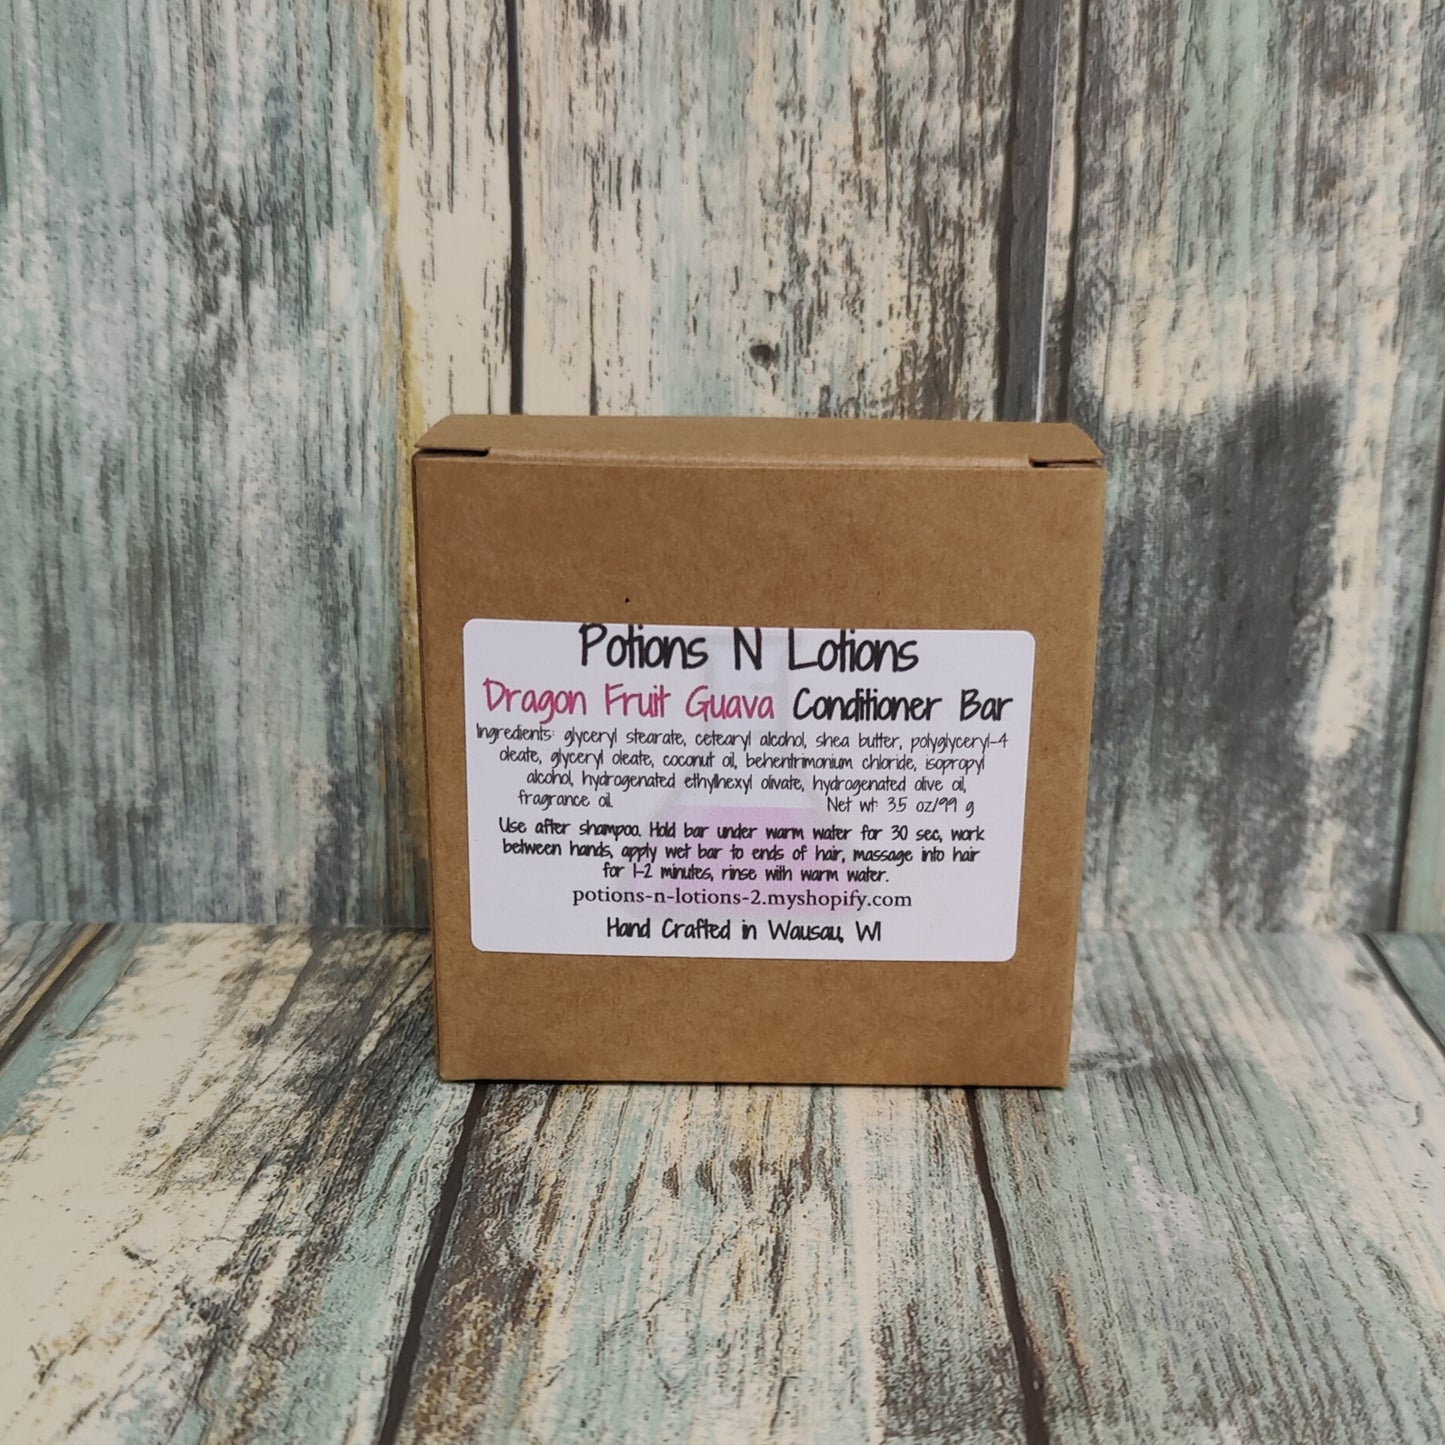 Potions N Lotions
Dragon Fruit Guava Conditioner Bar
Ingredients: glyceryl stearate, cetearyl alcohol, shea butter, polyglyceryl-4
oleate, glyceryl oleate, coconut oil, behentrimonium chloride, isopropyl
alcohol, hydrogenated ethylhexyl olivate, hydrogenated olive oil,
fragrance oil. Net wt: 3.5 oz/99 g
Use after shampoo. Hold bar under warm water for 30 sec, work
between hands, apply wet bar to ends of hair, massage into hair
for 1-2 minutes, rinse with warm water.
potions-n-lotions-2.myshopify.com
Hand Crafted in Wausau, WI